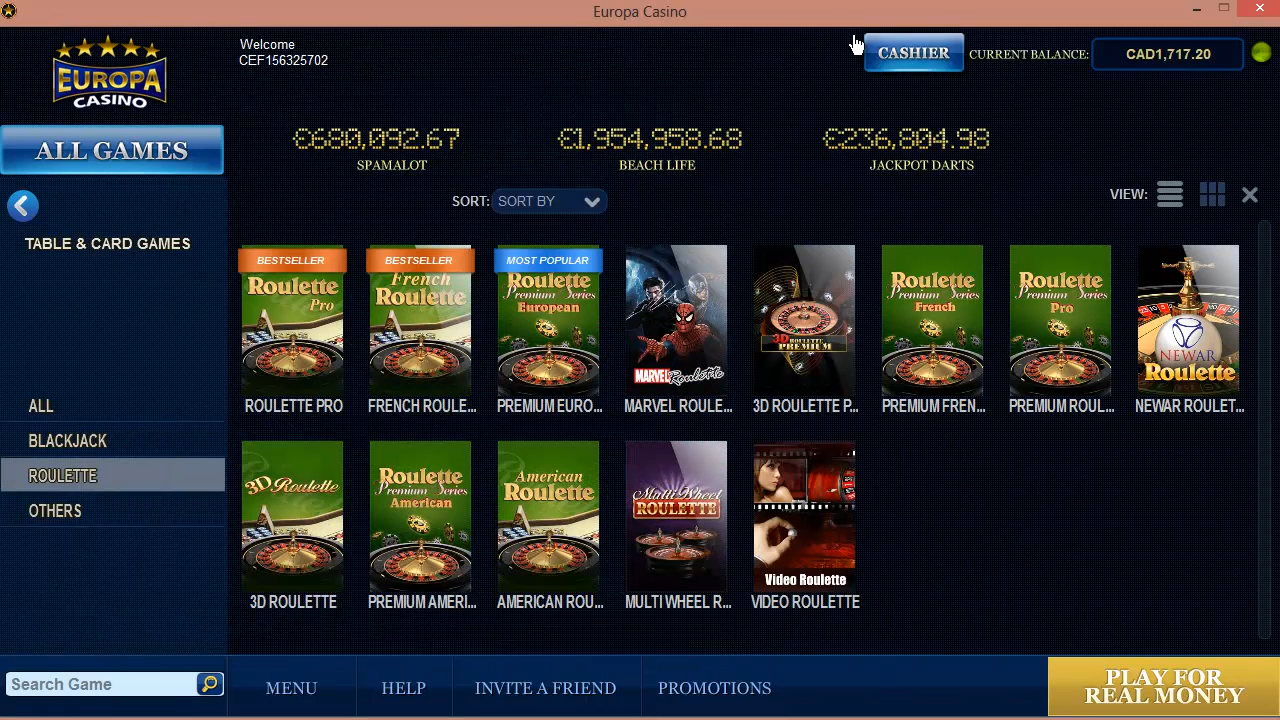 Europa Casino
Welcome
CEF156325702
CASHIER
CURRENT BALANCE:
CAD1,717.20
EUROPA
CASINO
ALL GAMES
€680,092.67
€1,954,958.68
€236,804.98
SPAMALOT
BEACH LIFE
JACKPOT DARTS
SORT:
SORT BY
VIEW:
TABLE & CARD GAMES
ALL
BLACKJACK
ROULETTE
OTHERS
BESTSELLER
Roulette
Pro
ROULETTE PRO
BESTSELLER
French
Roulette
FRENCH ROULE...
MOST POPULAR
Roulette
Premium Series
European
PREMIUM EURO...
MARVEL Roulette
MARVEL ROULE...
3D ROULETTE
PREMIUM
3D ROULETTE P...
Roulette
Premium Series
French
PREMIUM FREN...
Roulette
Premium Series
Pro
PREMIUM ROUL...
NEWAR
Roulette
NEWAR ROULET...
3D Roulette
3D ROULETTE
Roulette
Premium Series
American
PREMIUM AMERI...
American
Roulette
AMERICAN ROU...
Multi Wheel
ROULETTE
MULTI WHEEL R...
Video Roulette
VIDEO ROULETTE
Search Game
MENU
HELP
INVITE A FRIEND
PROMOTIONS
PLAY FOR
REAL MONEY